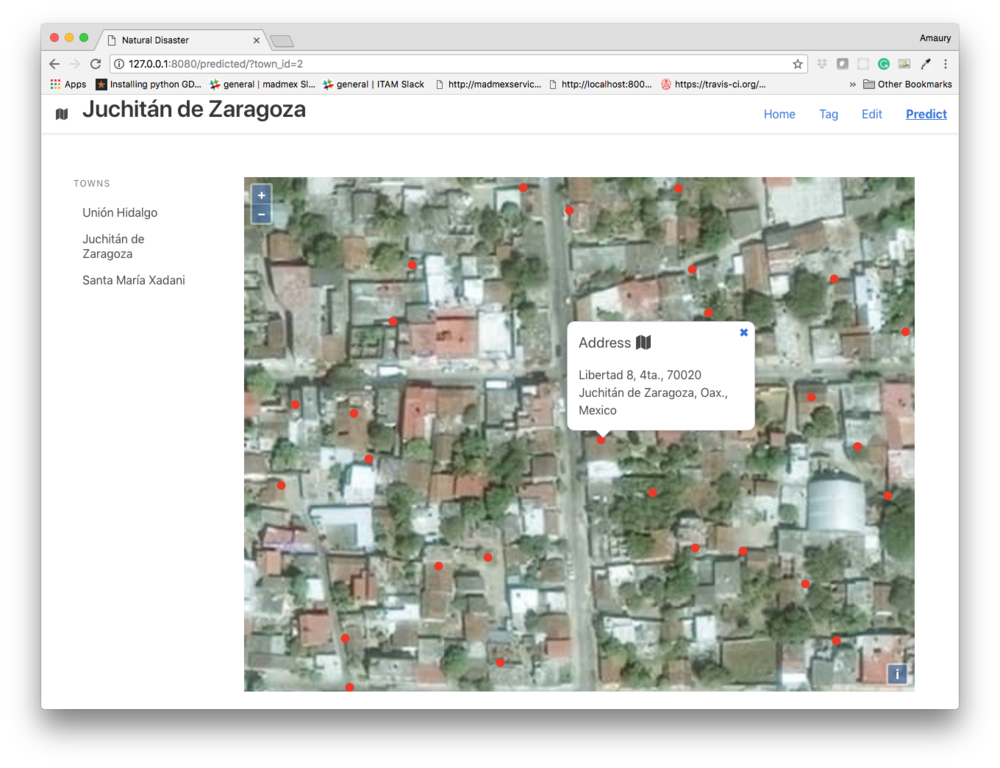 Natural Disaster
Amaury
127.0.0.1:8080/predicted/?town_id=2
Apps
Installing python GD...
general | madmex Sl...
general | ITAM Slack
http://madmexservic...
http://localhost:800...
https://travis-ci.org/...
»
Other Bookmarks
Juchitán de Zaragoza
Home
Tag
Edit
Predict
TOWNS
Unión Hidalgo
Juchitán de
Zaragoza
Santa María Xadani
+
−
Address
Libertad 8, 4ta., 70020
Juchitán de Zaragoza, Oax.,
Mexico
i